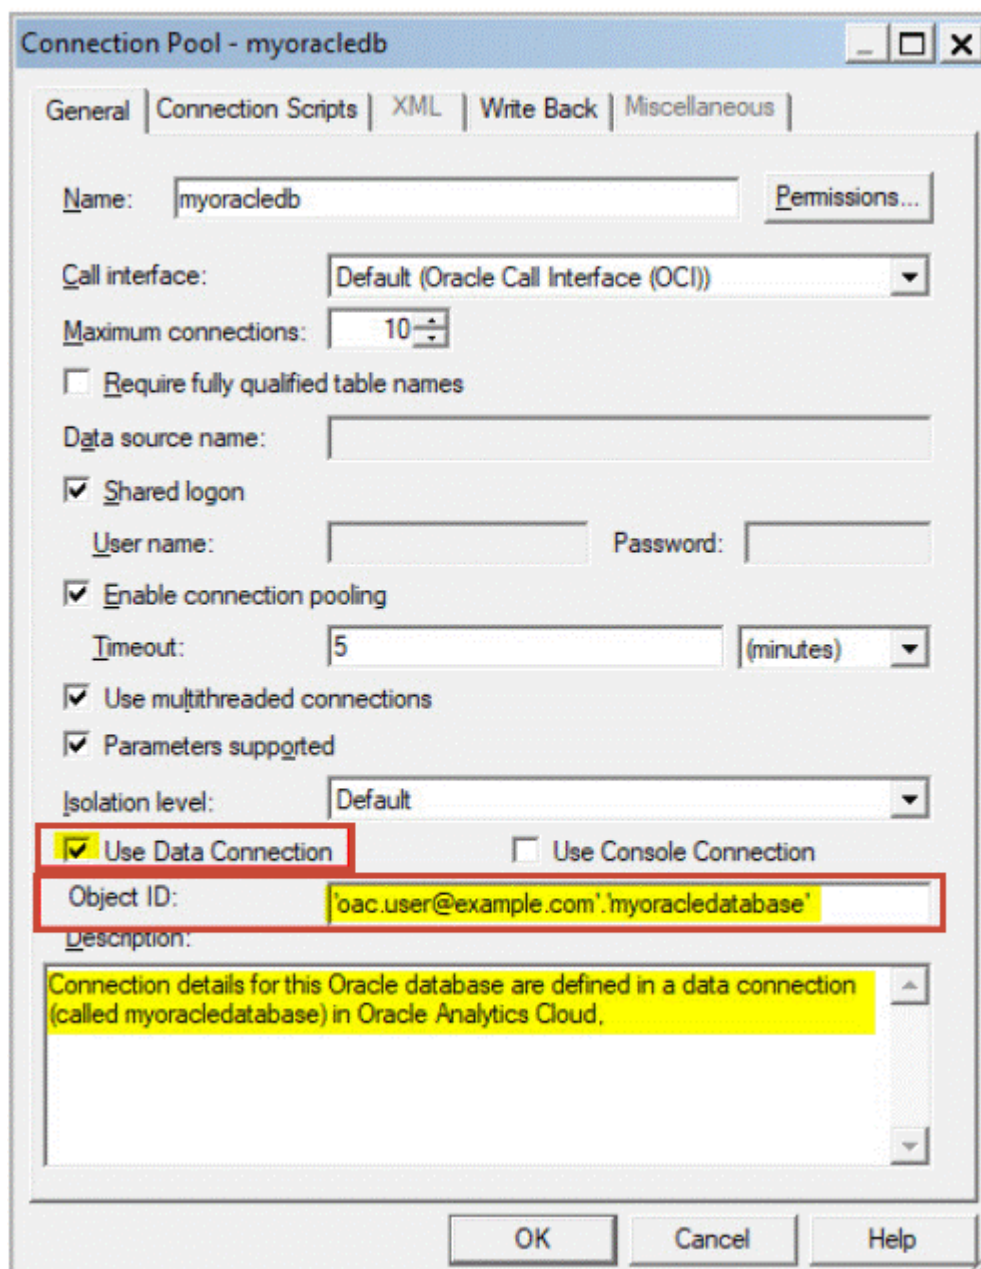 Connection Pool - myoracledb
General Connection Scripts XML Write Back Miscellaneous
Name: myoracledb Permissions...
Call interface: Default (Oracle Call Interface (OCI))
Maximum connections: 10
Require fully qualified table names
Data source name:
Shared logon
User name: Password:
Enable connection pooling
Timeout: 5 (minutes)
Use multithreaded connections
Parameters supported
Isolation level: Default
Use Data Connection Use Console Connection
Object ID: 'oac.user@example.com'.'myoracledatabase'
Description:
Connection details for this Oracle database are defined in a data connection
(called myoracledatabase) in Oracle Analytics Cloud,
OK Cancel Help